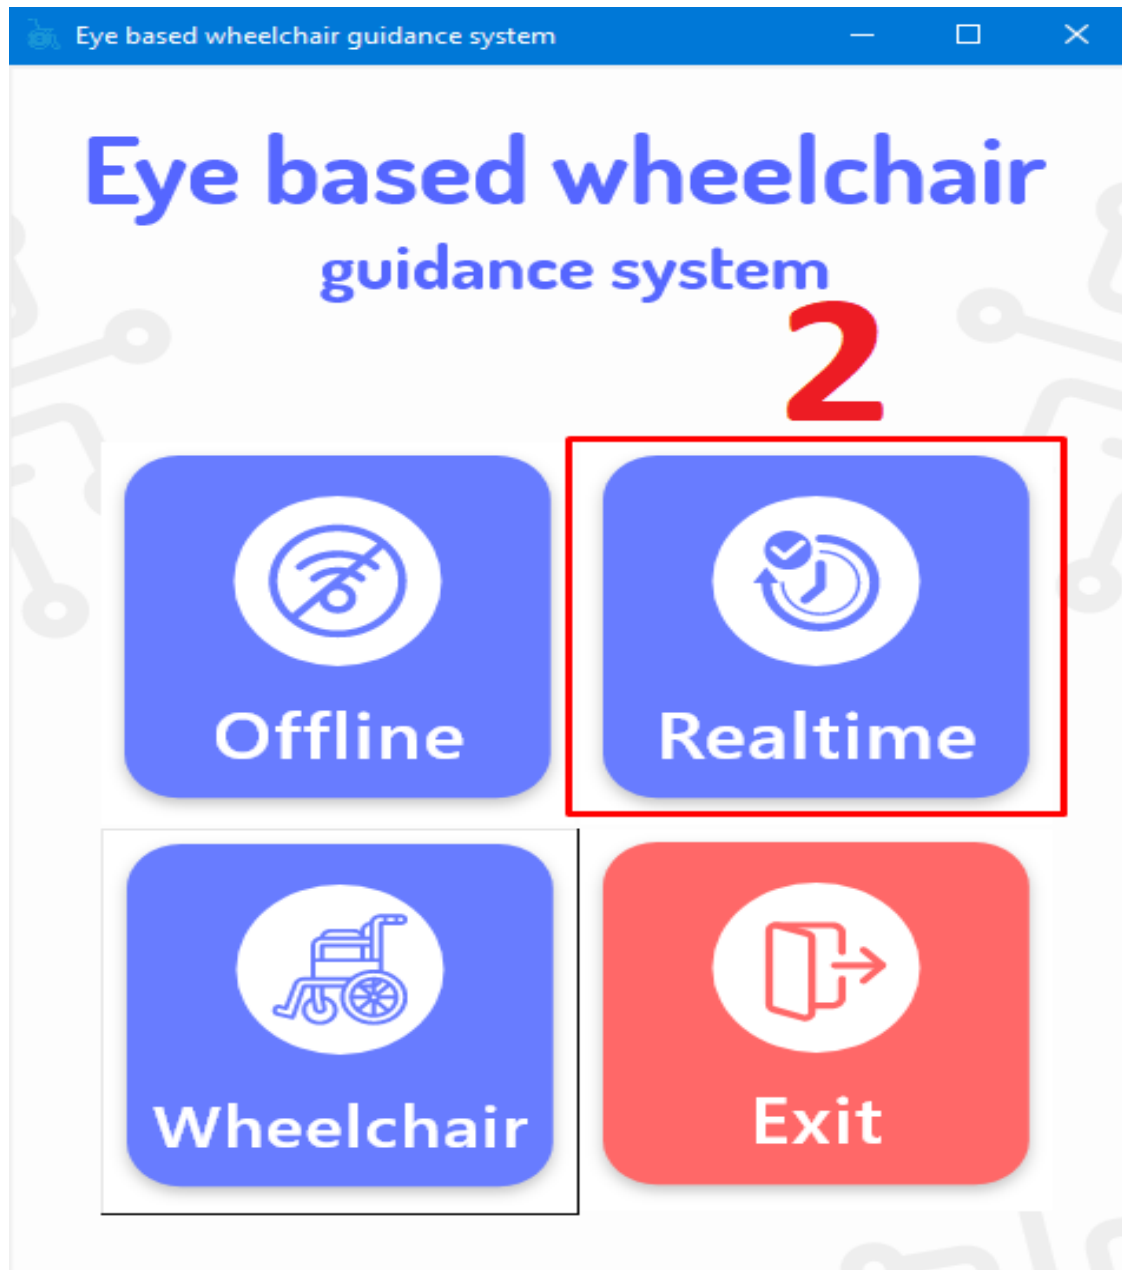 Eye based wheelchair guidance system
Eye based wheelchair
guidance system
2
Offline
Realtime
Wheelchair
Exit